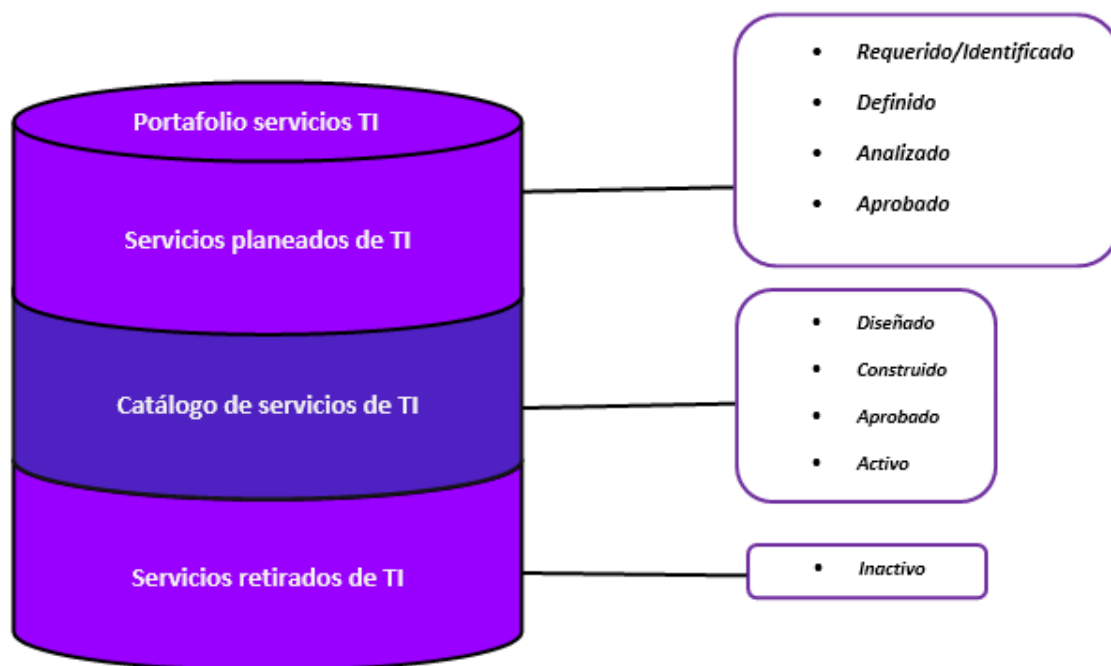 Portafolio servicios TI
Servicios planeados de TI
Catálogo de servicios de TI
Servicios retirados de TI
• Requerido/Identificado
• Definido
• Analizado
• Aprobado
• Diseñado
• Construido
• Aprobado
• Activo
• Inactivo